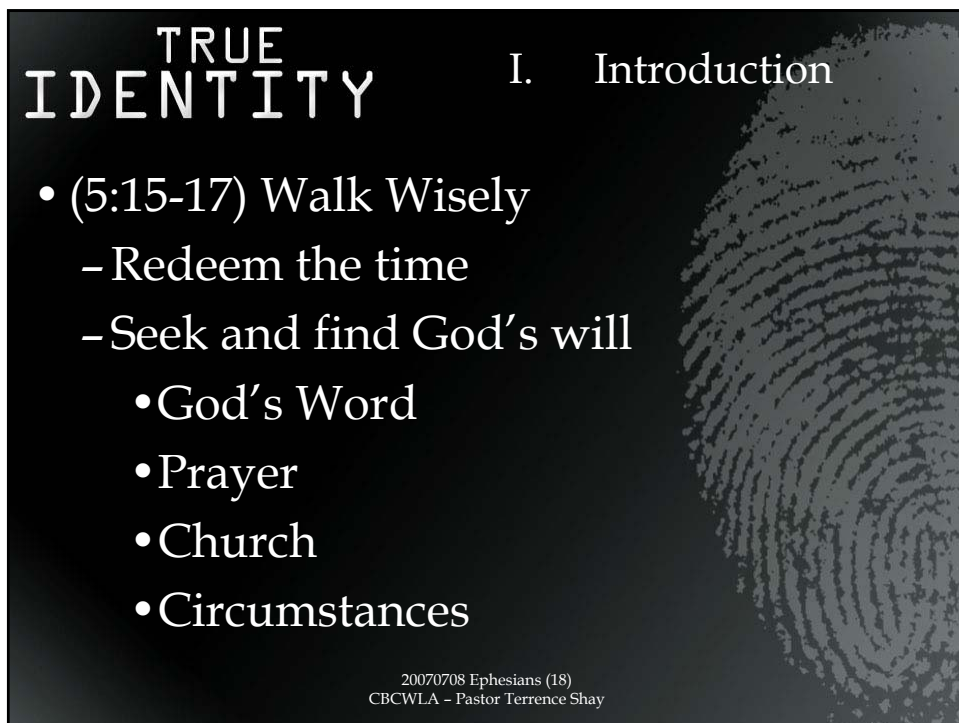 TRUE
IDENTITY
I. Introduction
• (5:15-17) Walk Wisely
– Redeem the time
– Seek and find God’s will
• God’s Word
• Prayer
• Church
• Circumstances
20070708 Ephesians (18)
CBCWLA – Pastor Terrence Shay